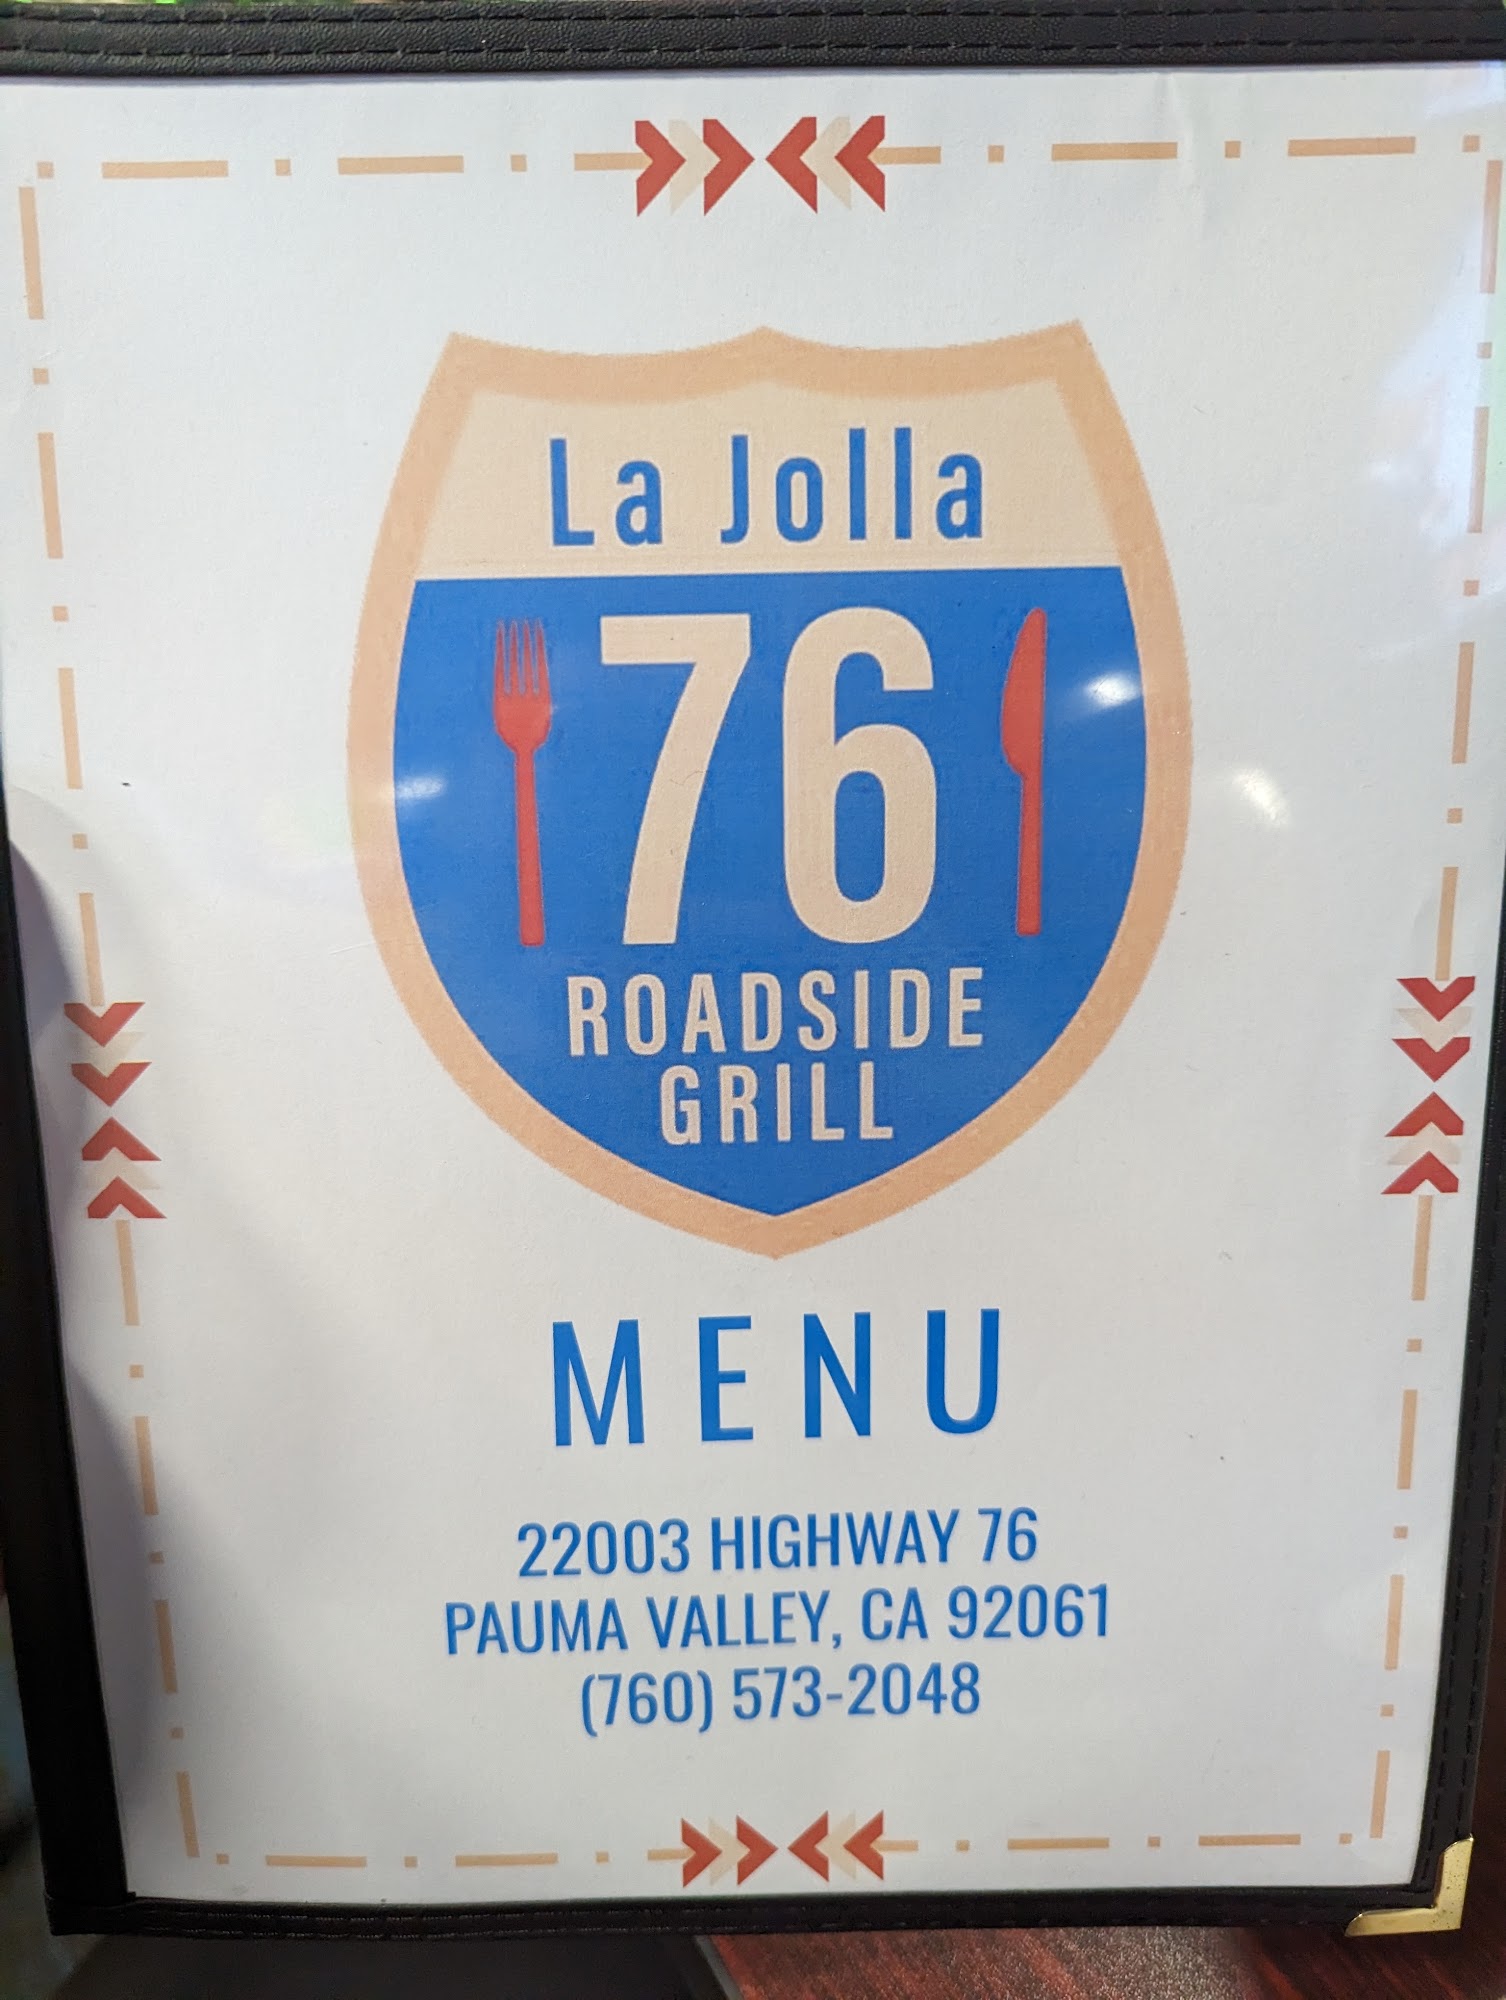 La Jolla
76
ROADSIDE
GRILL
MENU
22003 HIGHWAY 76
PAUMA VALLEY, CA 92061
(760) 573-2048